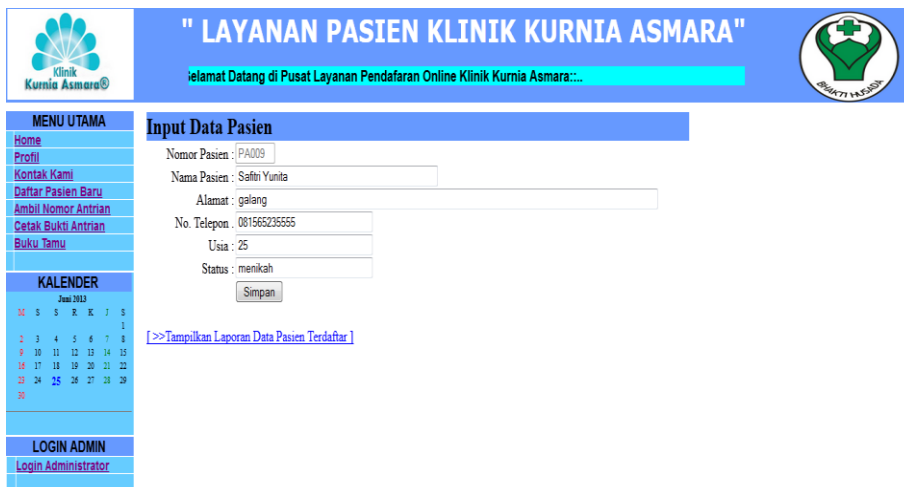 " LAYANAN PASIEN KLINIK KURNIA ASMARA"
Klinik
Kurnia Asmara®
Selamat Datang di Pusat Layanan Pendafaran Online Klinik Kurnia Asmara::..
BHAKTI HUSADA
MENU UTAMA
Home
Profil
Kontak Kami
Daftar Pasien Baru
Ambil Nomor Antrian
Cetak Bukti Antrian
Buku Tamu
KALENDER
Juni 2013
M S S R K J S
1
2 3 4 5 6 7 8
9 10 11 12 13 14 15
16 17 18 19 20 21 22
23 24 25 26 27 28 29
30
LOGIN ADMIN
Login Administrator
Input Data Pasien
Nomor Pasien : PA009
Nama Pasien : Safitri Yunita
Alamat : galang
No. Telepon . 081565235555
Usia : 25
Status : menikah
Simpan
[ >>Tampilkan Laporan Data Pasien Terdaftar ]